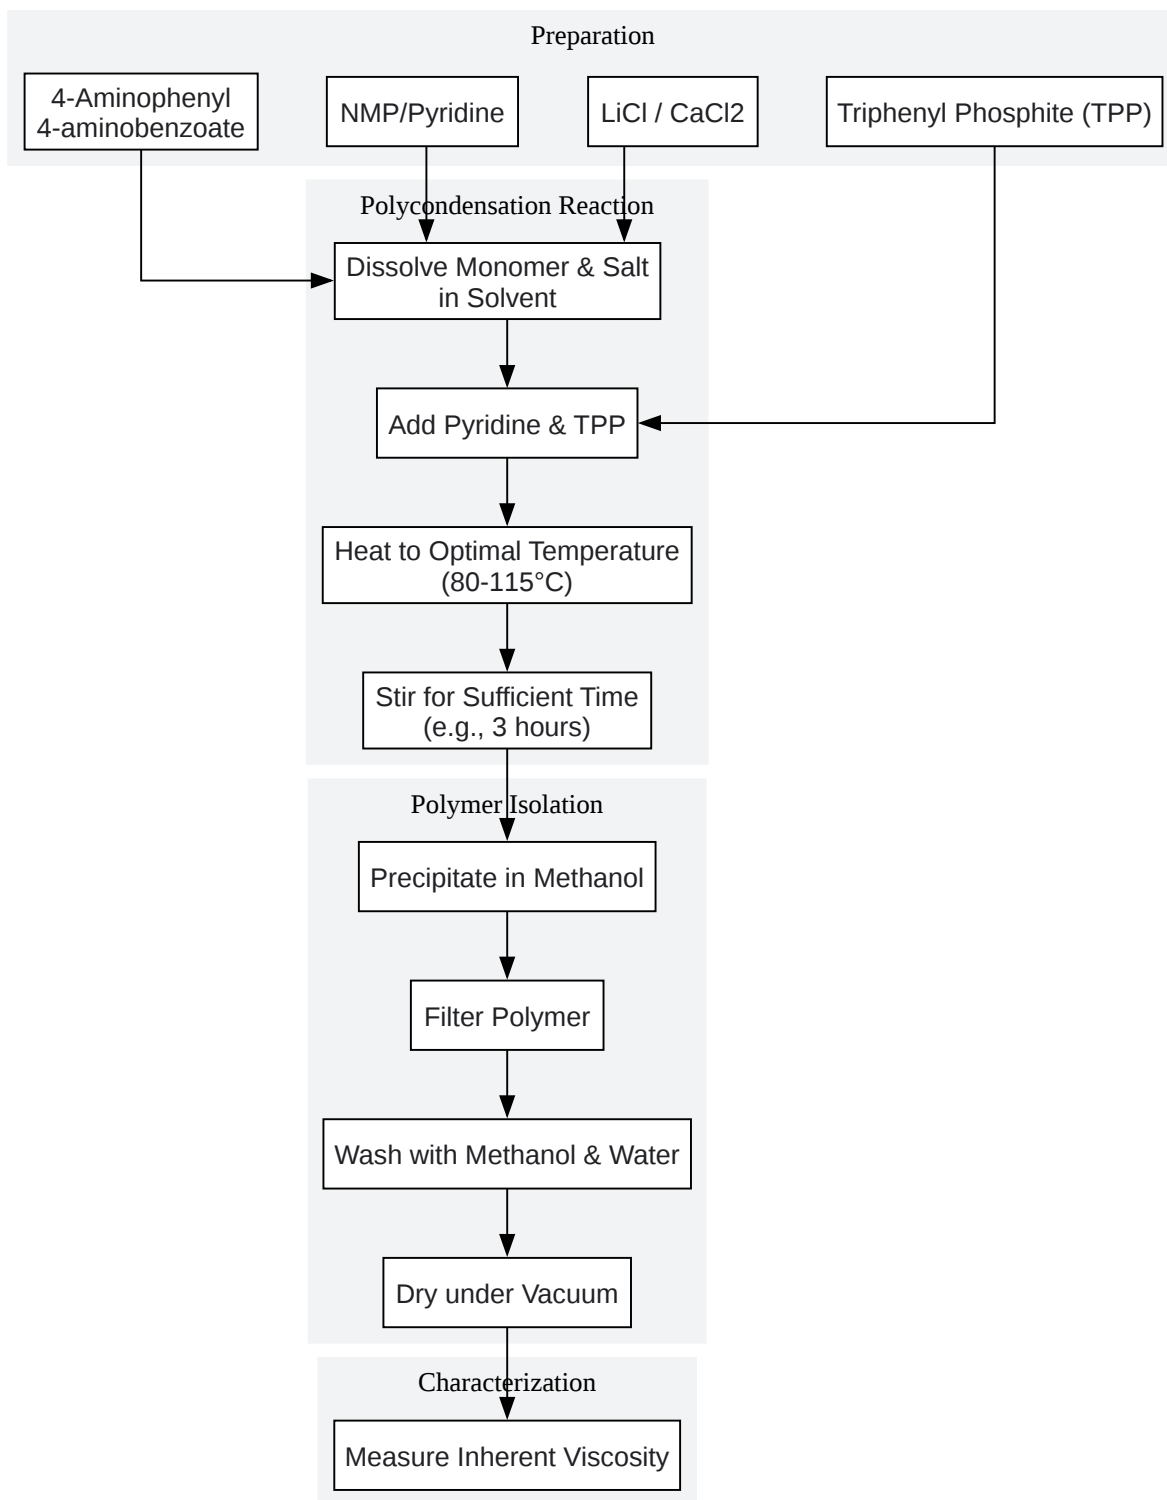 Preparation
4-Aminophenyl
4-aminobenzoate
NMP/Pyridine
LiCl / CaCl2
Triphenyl Phosphite (TPP)
Polycondensation Reaction
Dissolve Monomer & Salt
in Solvent
Add Pyridine & TPP
Heat to Optimal Temperature
(80-115°C)
Stir for Sufficient Time
(e.g., 3 hours)
Polymer Isolation
Precipitate in Methanol
Filter Polymer
Wash with Methanol & Water
Dry under Vacuum
Characterization
Measure Inherent Viscosity